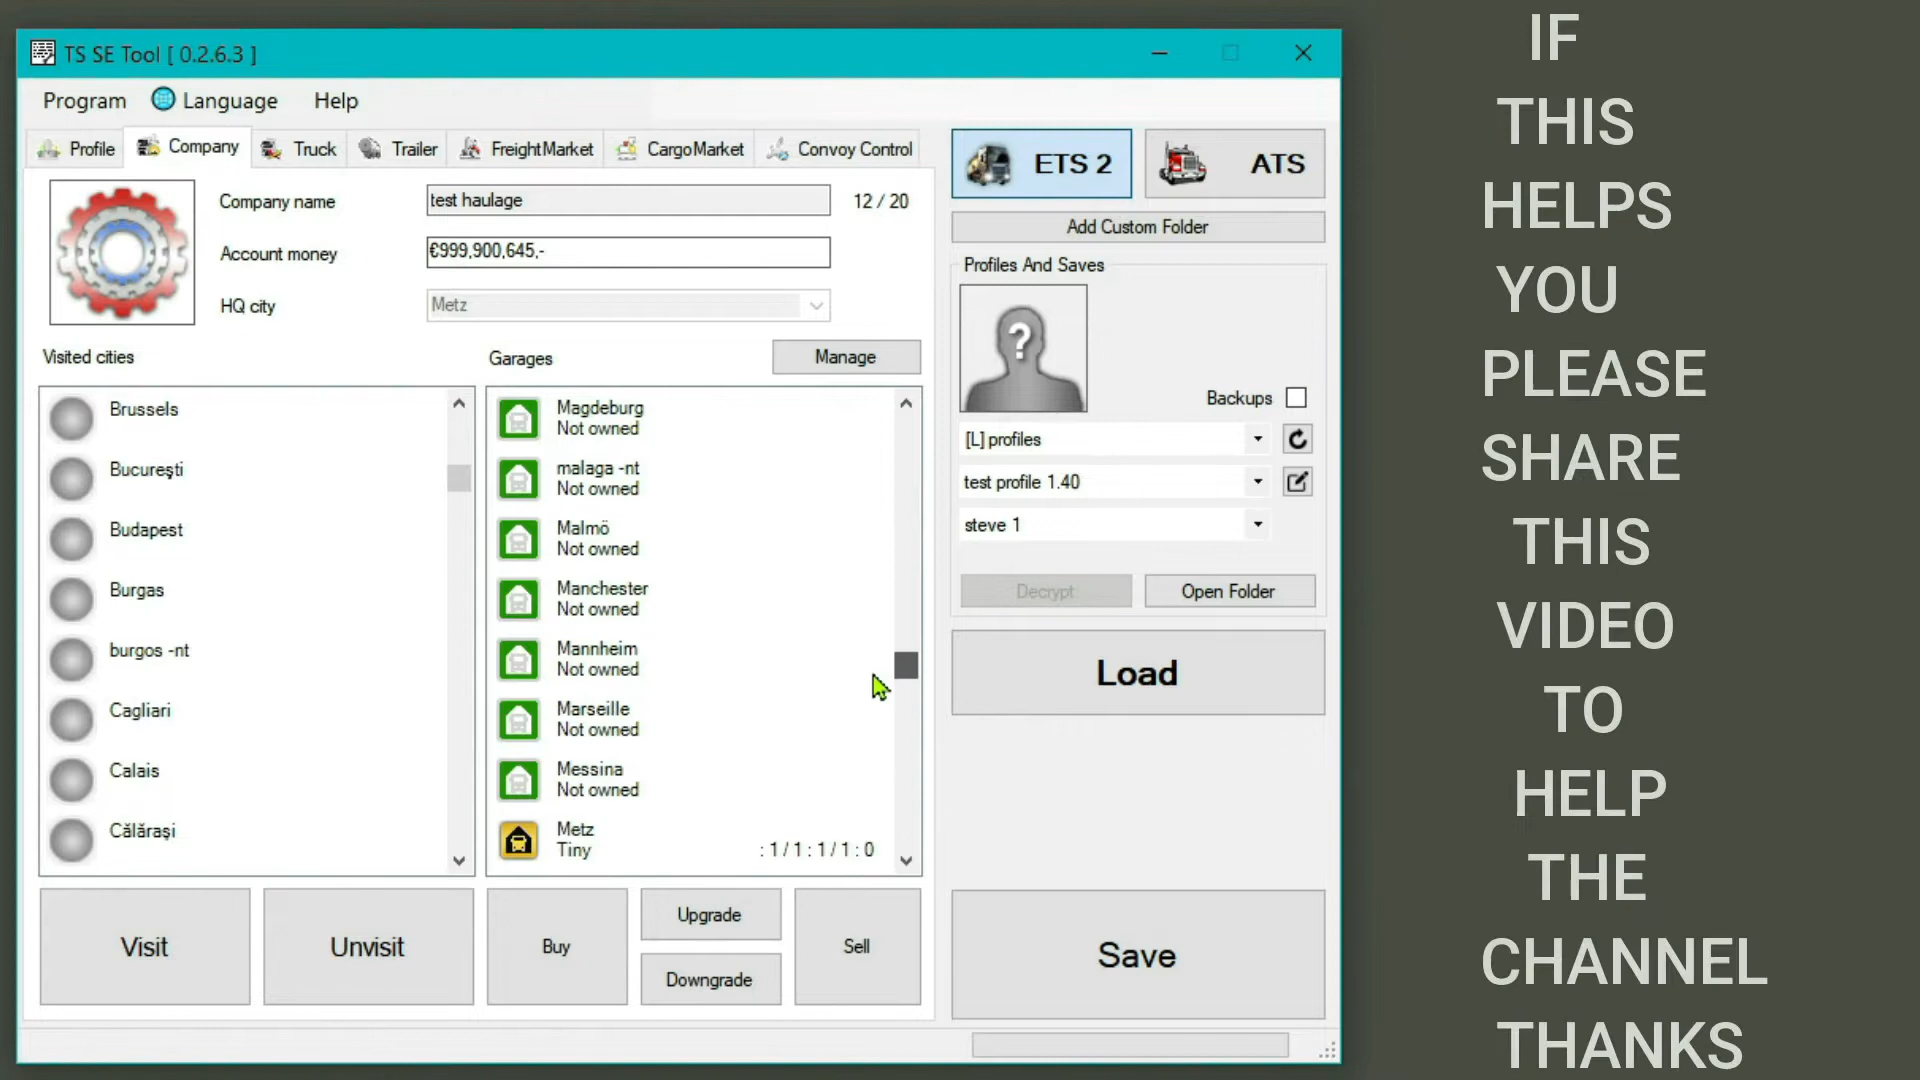 TS SE Tool [ 0.2.6.3 ]
Program Language Help
Profile Company Truck Trailer FreightMarket CargoMarket Convoy Control
ETS 2 ATS
Company name test haulage 12 / 20
Account money €999,900,645,-
HQ city Metz
Add Custom Folder
Profiles And Saves
?
Backups
[L] profiles
test profile 1.40
steve 1
Decrypt Open Folder
Load
Save
Visited cities
Brussels
București
Budapest
Burgas
burgos -nt
Cagliari
Calais
Călărași
Visit Unvisit
Garages Manage
Magdeburg
Not owned
malaga -nt
Not owned
Malmö
Not owned
Manchester
Not owned
Mannheim
Not owned
Marseille
Not owned
Messina
Not owned
Metz
Tiny : 1 / 1 : 1 / 1 : 0
Buy
Upgrade
Downgrade
Sell
IF
THIS
HELPS
YOU
PLEASE
SHARE
THIS
VIDEO
TO
HELP
THE
CHANNEL
THANKS